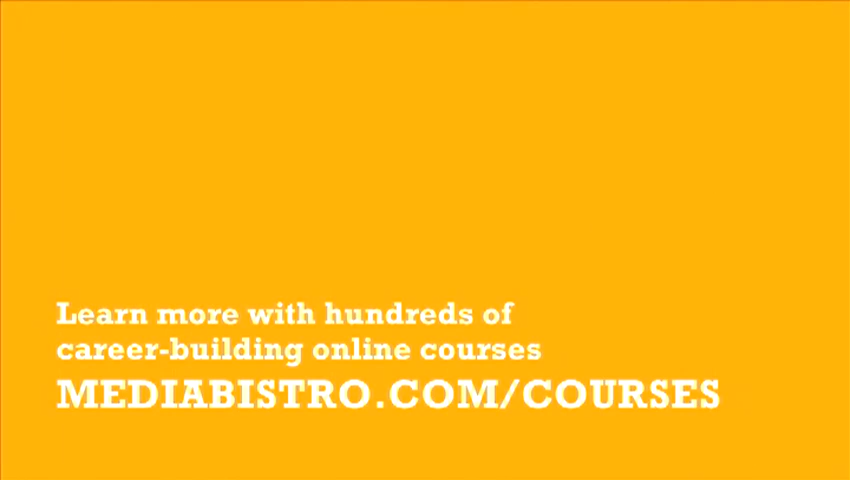 Learn more with hundreds of
career-building online courses
MEDIABISTRO.COM/COURSES